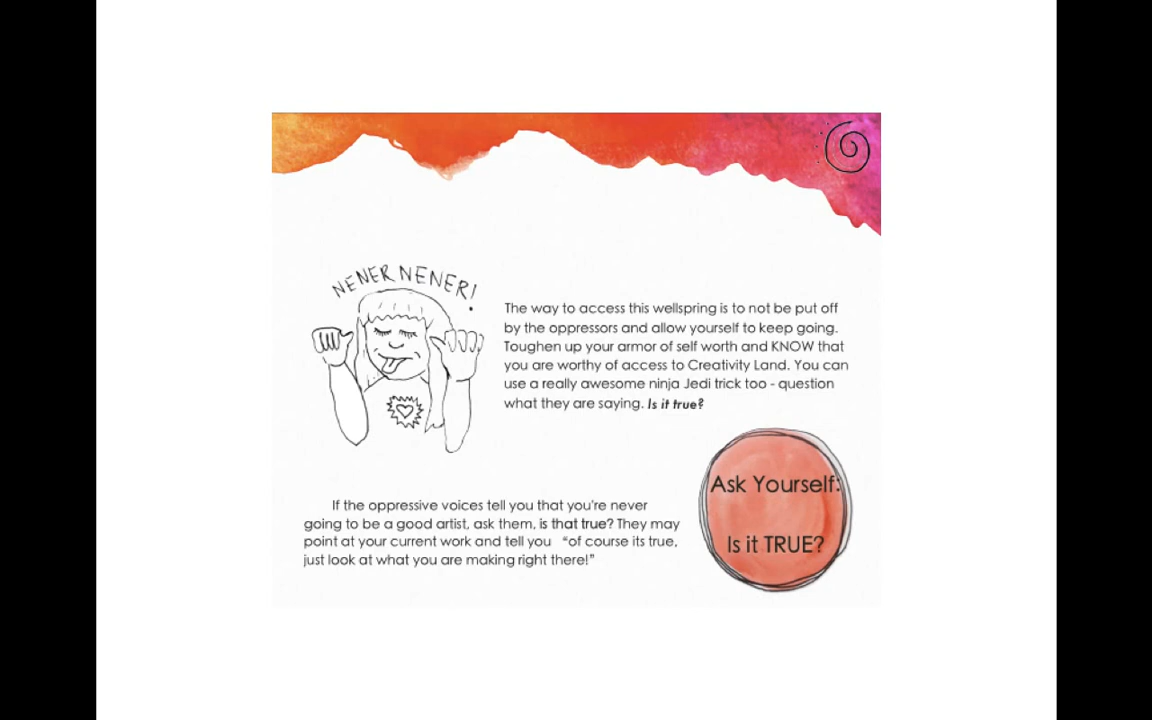 NENER NENER!
The way to access this wellspring is to not be put off
by the oppressors and allow yourself to keep going.
Toughen up your armor of self worth and KNOW that
you are worthy of access to Creativity Land. You can
use a really awesome ninja Jedi trick too - question
what they are saying. Is it true?
If the oppressive voices tell you that you're never
going to be a good artist, ask them, is that true? They may
point at your current work and tell you “of course its true,
just look at what you are making right there!”
Ask Yourself:
Is it TRUE?